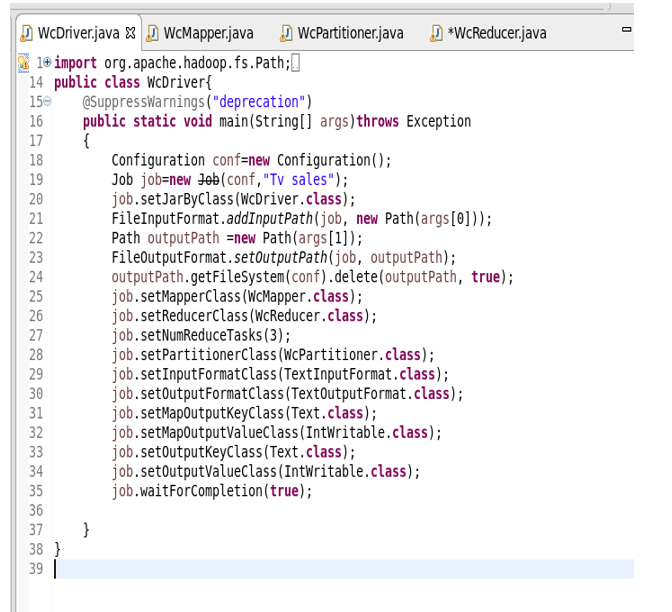 WcDriver.java WcMapper.java WcPartitioner.java *WcReducer.java
1 import org.apache.hadoop.fs.Path;
14 public class WcDriver{
15 @SuppressWarnings("deprecation")
16 public static void main(String[] args)throws Exception
17 {
18 Configuration conf=new Configuration();
19 Job job=new Job(conf,"Tv sales");
20 job.setJarByClass(WcDriver.class);
21 FileInputFormat.addInputPath(job, new Path(args[0]));
22 Path outputPath =new Path(args[1]);
23 FileOutputFormat.setOutputPath(job, outputPath);
24 outputPath.getFileSystem(conf).delete(outputPath, true);
25 job.setMapperClass(WcMapper.class);
26 job.setReducerClass(WcReducer.class);
27 job.setNumReduceTasks(3);
28 job.setPartitionerClass(WcPartitioner.class);
29 job.setInputFormatClass(TextInputFormat.class);
30 job.setOutputFormatClass(TextOutputFormat.class);
31 job.setMapOutputKeyClass(Text.class);
32 job.setMapOutputValueClass(IntWritable.class);
33 job.setOutputKeyClass(Text.class);
34 job.setOutputValueClass(IntWritable.class);
35 job.waitForCompletion(true);
36
37 }
38 }
39